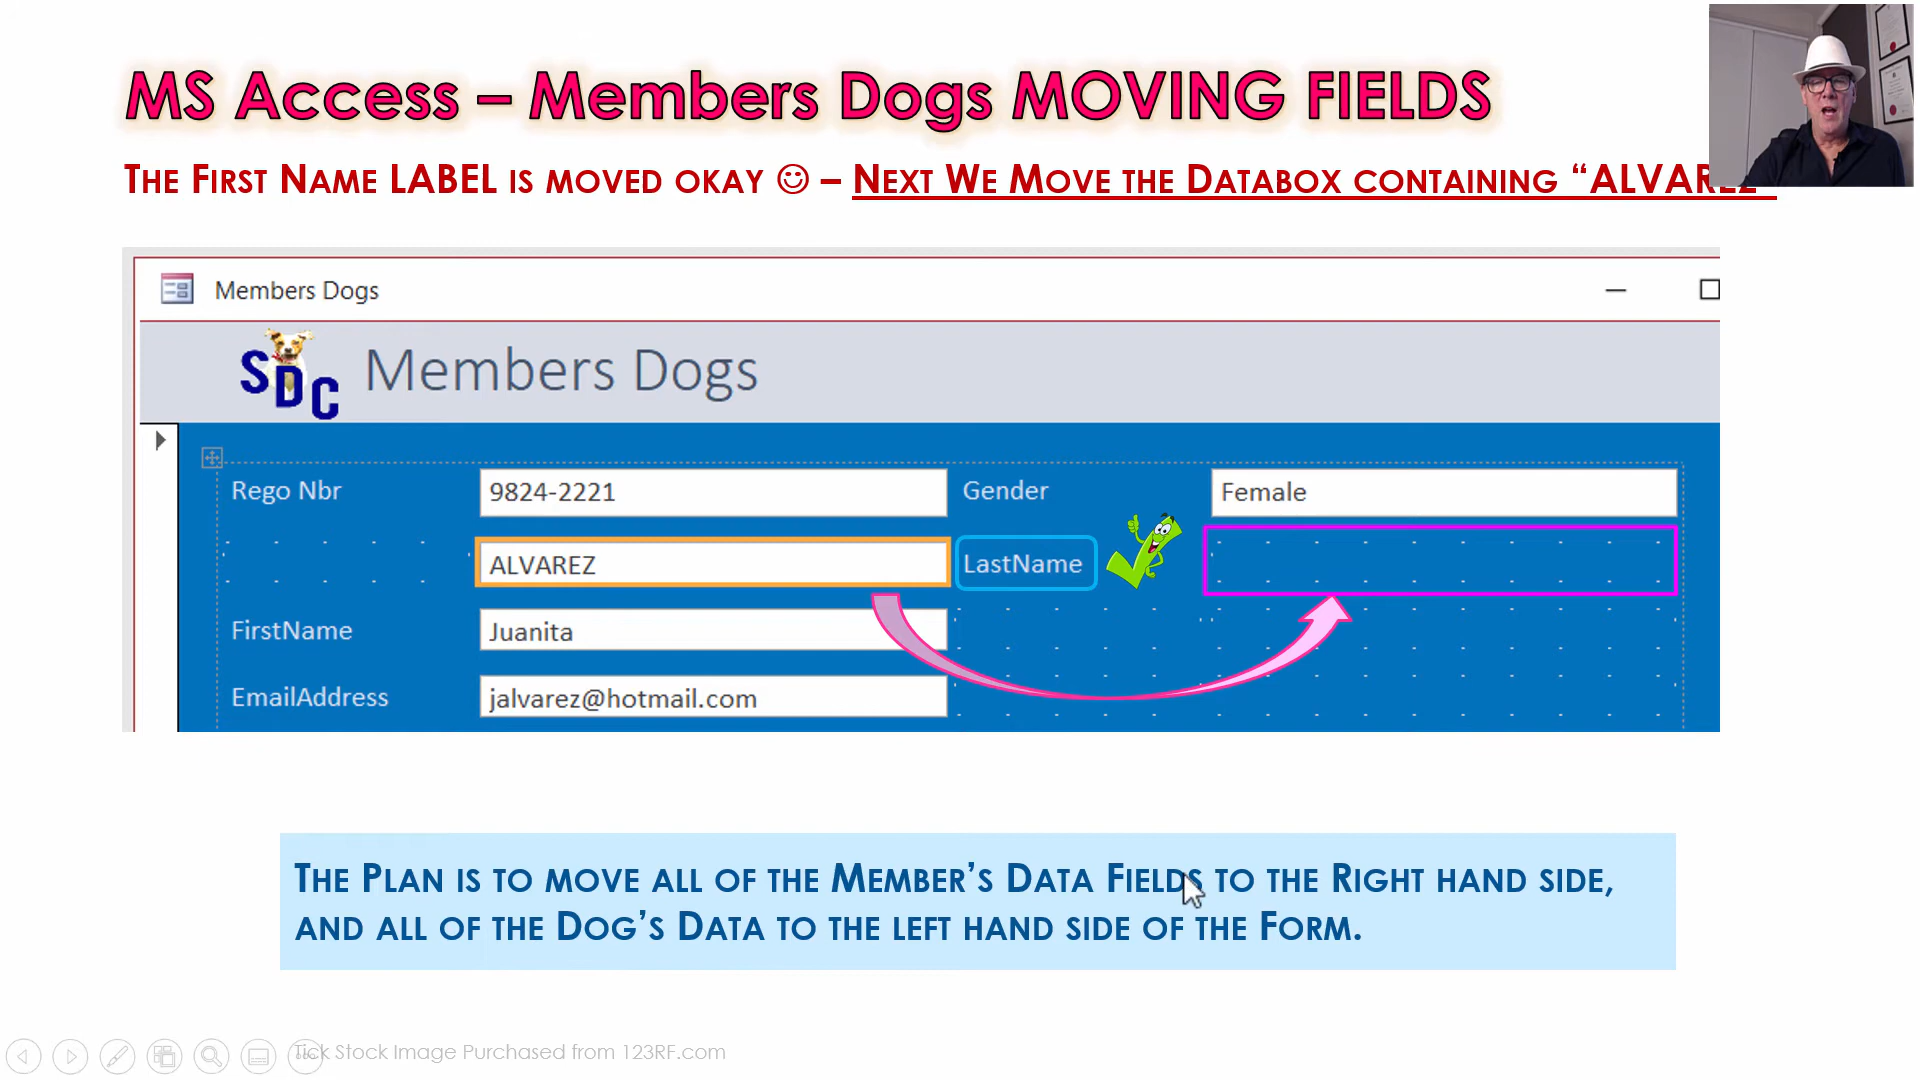 MS Access – Members Dogs MOVING FIELDS
The First Name LABEL is moved okay ☺ – Next We Move the Databox containing “ALVAREZ”
Members Dogs
SDC Members Dogs
Rego Nbr 9824-2221 Gender Female
ALVAREZ LastName
FirstName Juanita
EmailAddress jalvarez@hotmail.com
The Plan is to move all of the Member’s Data Fields to the Right hand side,
and all of the Dog’s Data to the left hand side of the Form.
Tick Stock Image Purchased from 123RF.com